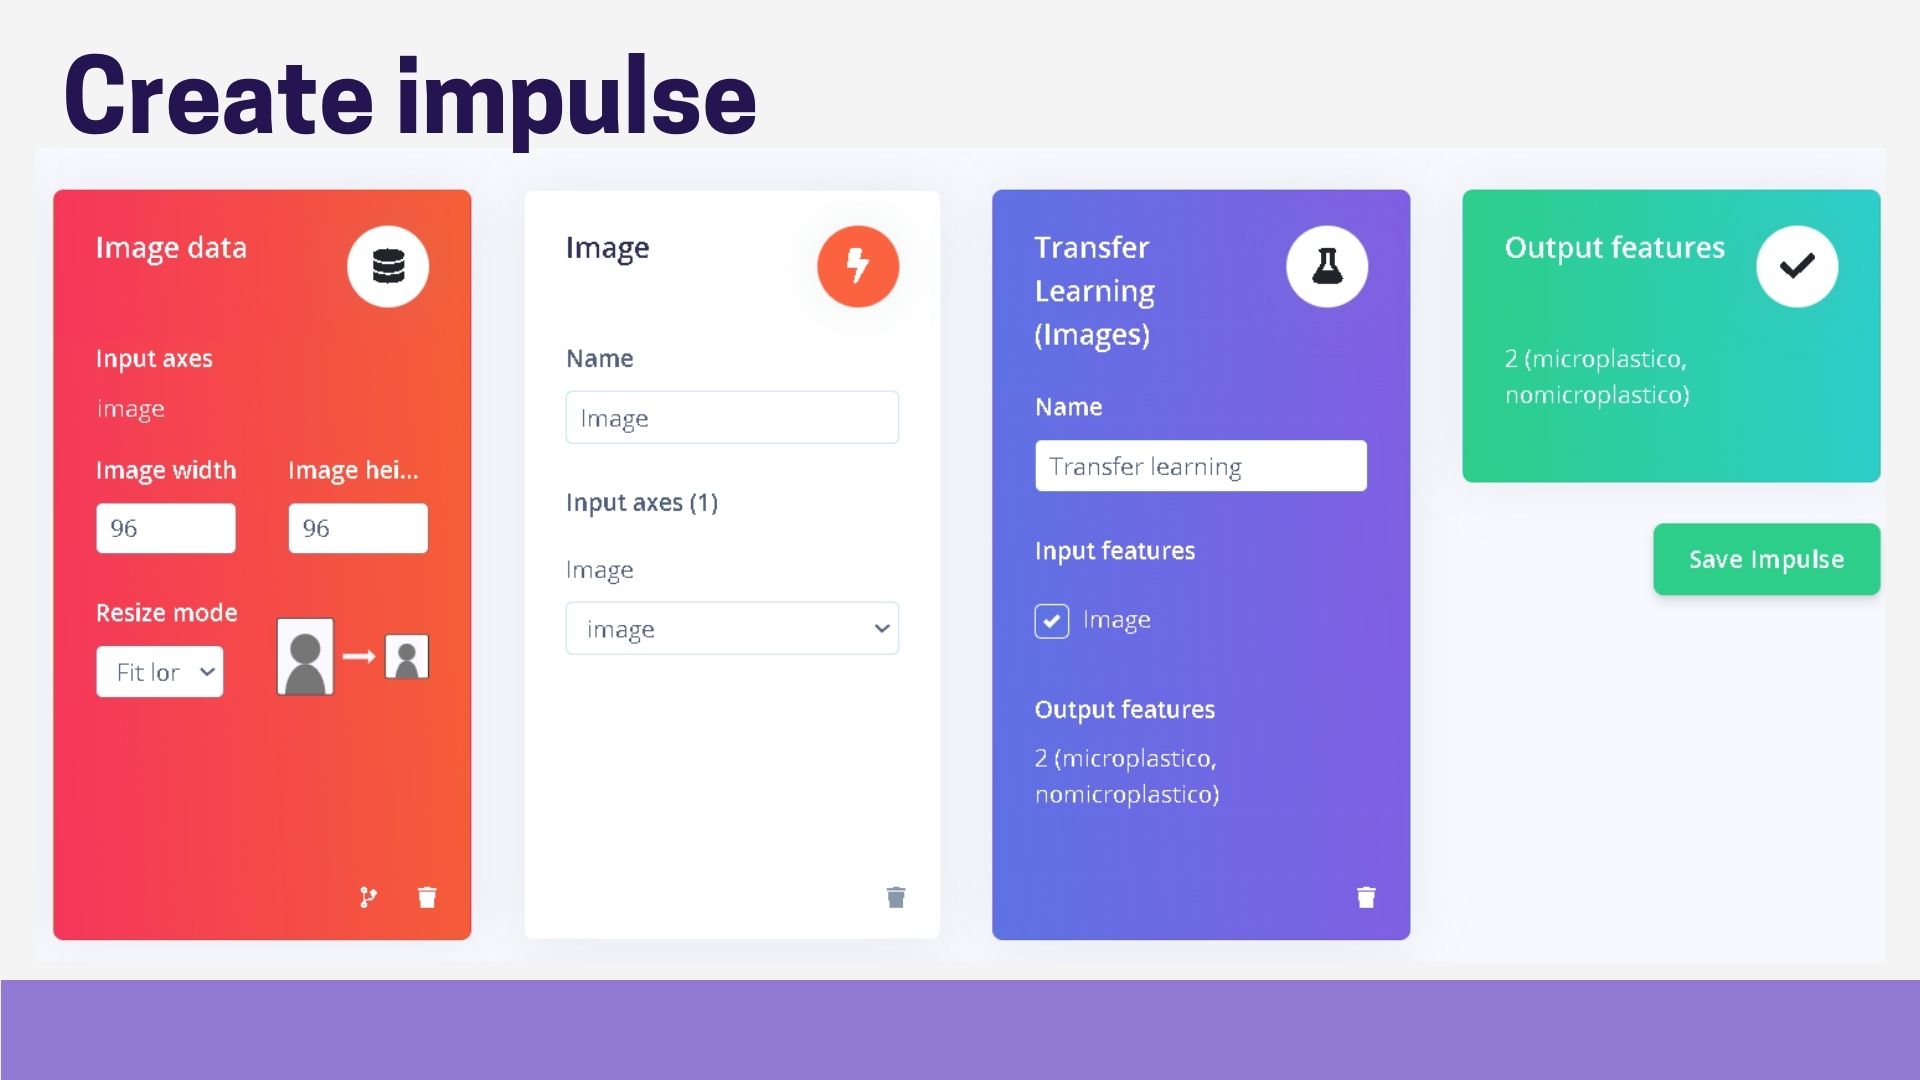 Create impulse
Image data
Input axes
image
Image width
Image hei...
96
96
Resize mode
Fit lor
Image
Name
Image
Input axes (1)
Image
image
Transfer
Learning
(Images)
Name
Transfer learning
Input features
Image
Output features
2 (microplastico,
nomicroplastico)
Output features
2 (microplastico,
nomicroplastico)
Save Impulse